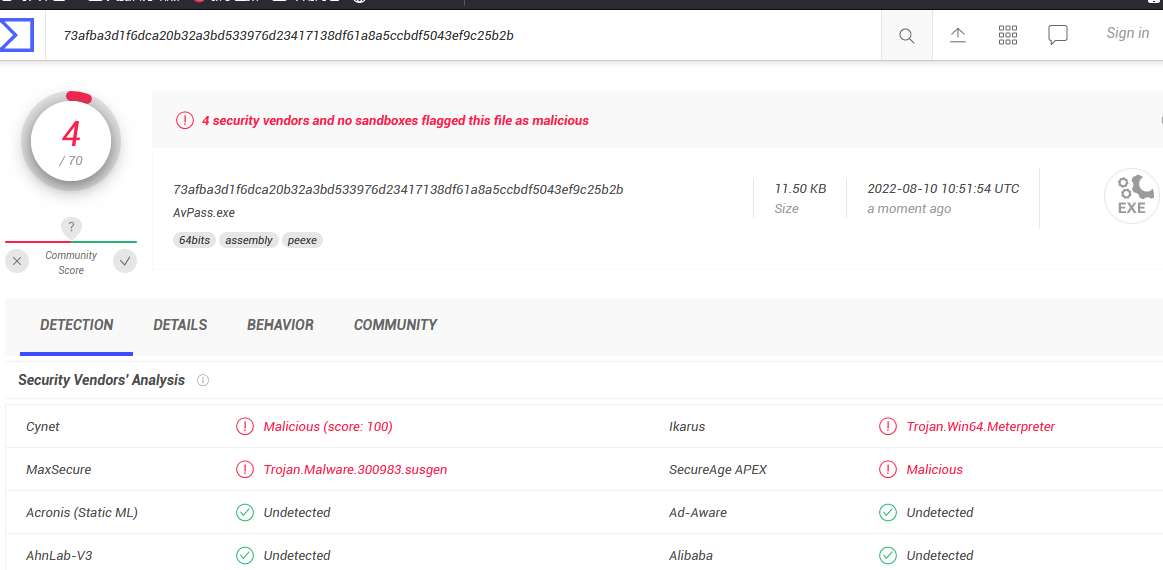 73afba3d1f6dca20b32a3bd533976d23417138df61a8a5ccbdf5043ef9c25b2b
Sign in
4
/ 70
4 security vendors and no sandboxes flagged this file as malicious
73afba3d1f6dca20b32a3bd533976d23417138df61a8a5ccbdf5043ef9c25b2b
AvPass.exe
64bits assembly peexe
11.50 KB
Size
2022-08-10 10:51:54 UTC
a moment ago
EXE
?
Community
Score
DETECTION DETAILS BEHAVIOR COMMUNITY
Security Vendors' Analysis
Cynet Malicious (score: 100) Ikarus Trojan.Win64.Meterpreter
MaxSecure Trojan.Malware.300983.susgen SecureAge APEX Malicious
Acronis (Static ML) Undetected Ad-Aware Undetected
AhnLab-V3 Undetected Alibaba Undetected